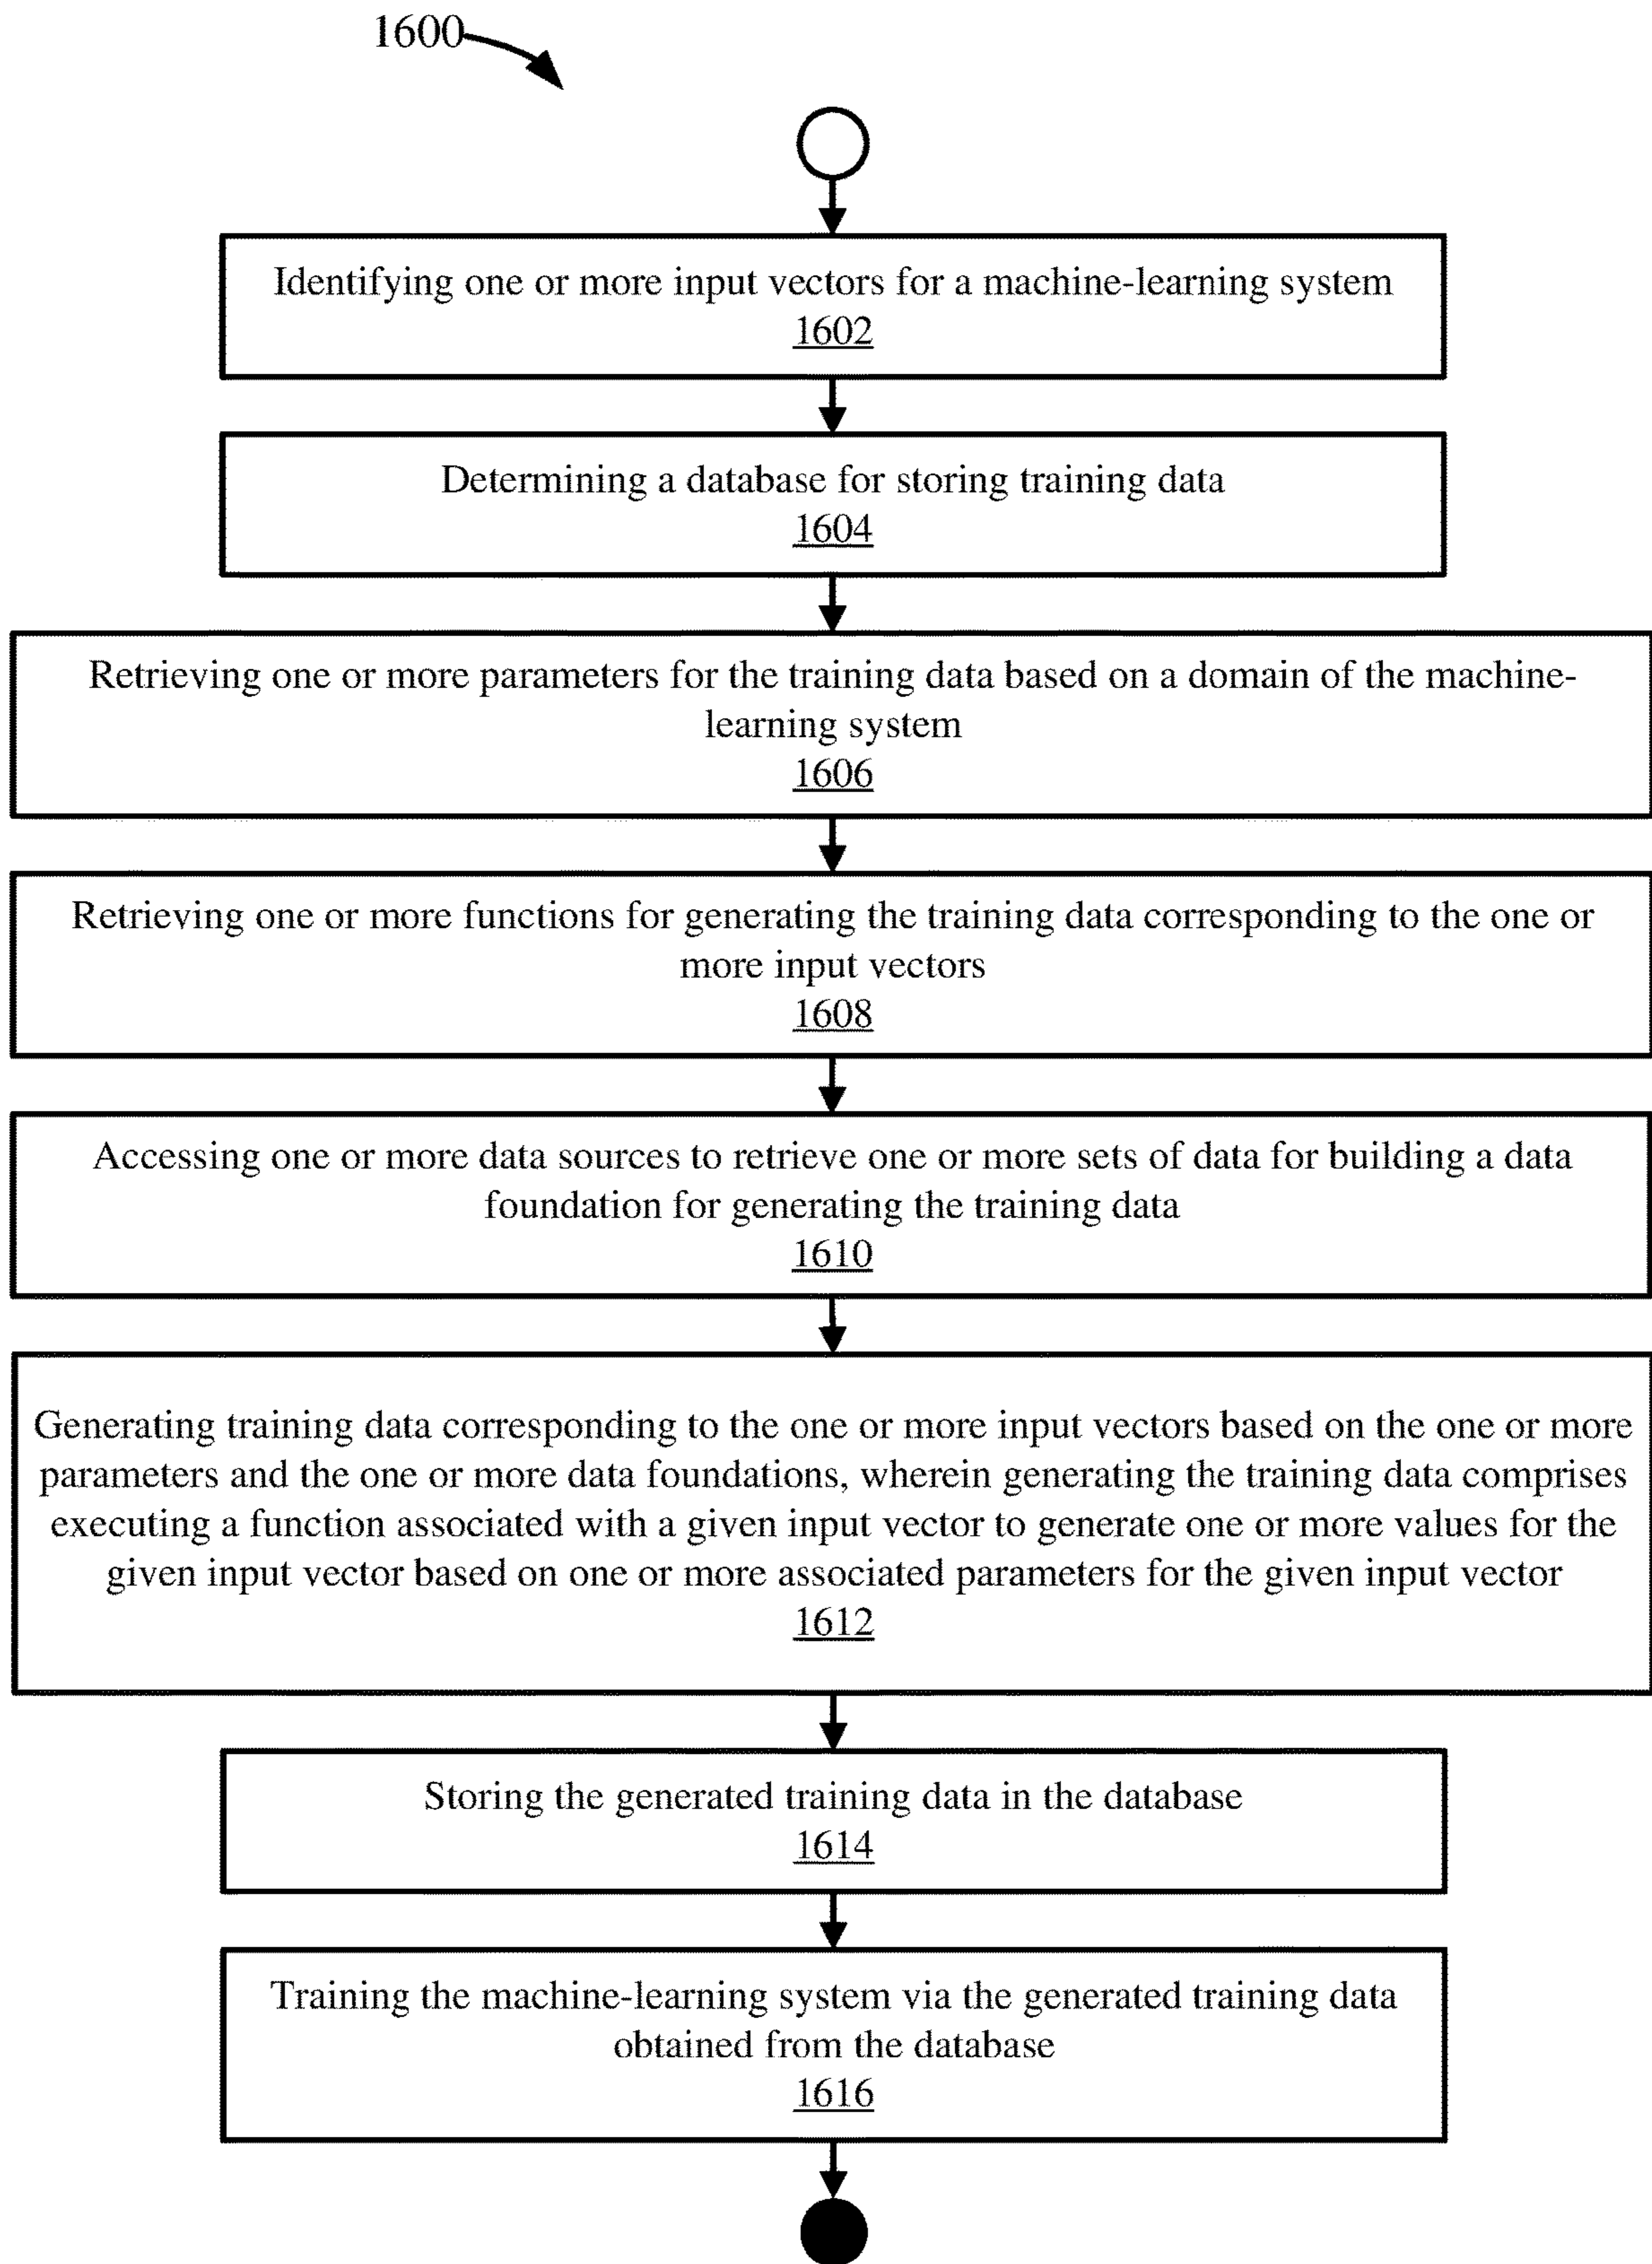 1600
Identifying one or more input vectors for a machine-learning system
1602
Determining a database for storing training data
1604
Retrieving one or more parameters for the training data based on a domain of the machine-
learning system
1606
Retrieving one or more functions for generating the training data corresponding to the one or
more input vectors
1608
Accessing one or more data sources to retrieve one or more sets of data for building a data
foundation for generating the training data
1610
Generating training data corresponding to the one or more input vectors based on the one or more
parameters and the one or more data foundations, wherein generating the training data comprises
executing a function associated with a given input vector to generate one or more values for the
given input vector based on one or more associated parameters for the given input vector
1612
Storing the generated training data in the database
1614
Training the machine-learning system via the generated training data
obtained from the database
1616